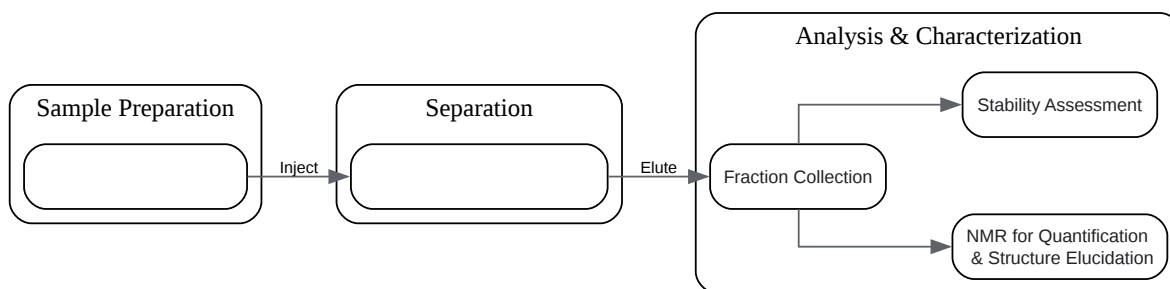 Analysis & Characterization
Sample Preparation
Separation
Stability Assessment
Inject
Elute
Fraction Collection
NMR for Quantification
& Structure Elucidation